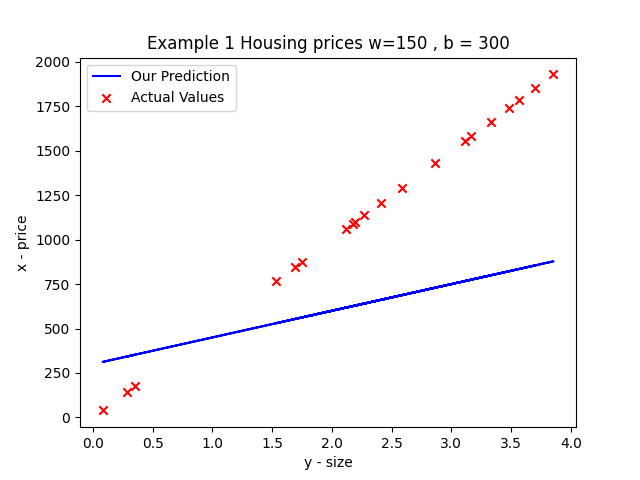 Example 1 Housing prices w=150 , b = 300
Our Prediction
Actual Values
2000
1750
1500
1250
1000
750
500
250
0
x - price
0.0 0.5 1.0 1.5 2.0 2.5 3.0 3.5 4.0
y - size